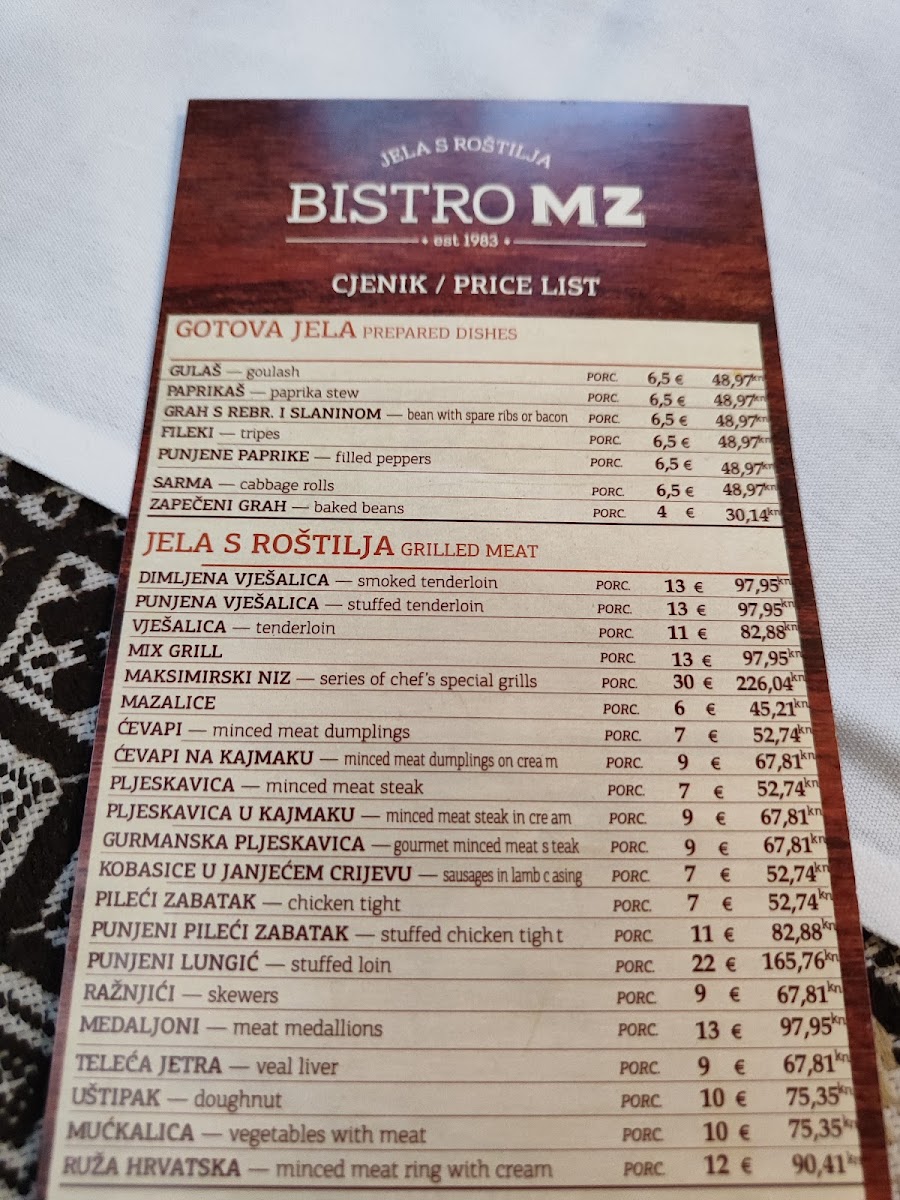 JELA S ROŠTILJA
BISTRO MZ
• est 1983 •
CJENIK / PRICE LIST
GOTOVA JELA PREPARED DISHES
GULAŠ — goulash PORC. 6,5 € 48,97kn
PAPRIKAŠ — paprika stew PORC. 6,5 € 48,97kn
GRAH S REBR. I SLANINOM — bean with spare ribs or bacon PORC. 6,5 € 48,97kn
FILEKI — tripes PORC. 6,5 € 48,97kn
PUNJENE PAPRIKE — filled peppers PORC. 6,5 € 48,97kn
SARMA — cabbage rolls PORC. 6,5 € 48,97kn
ZAPEČENI GRAH — baked beans PORC. 4 € 30,14kn
JELA S ROŠTILJA GRILLED MEAT
DIMLJENA VJEŠALICA — smoked tenderloin PORC. 13 € 97,95kn
PUNJENA VJEŠALICA — stuffed tenderloin PORC. 13 € 97,95kn
VJEŠALICA — tenderloin PORC. 11 € 82,88kn
MIX GRILL PORC. 13 € 97,95kn
MAKSIMIRSKI NIZ — series of chef's special grills PORC. 30 € 226,04kn
MAZALICE PORC. 6 € 45,21kn
ĆEVAPI — minced meat dumplings PORC. 7 € 52,74kn
ĆEVAPI NA KAJMAKU — minced meat dumplings on cream PORC. 9 € 67,81kn
PLJESKAVICA — minced meat steak PORC. 7 € 52,74kn
PLJESKAVICA U KAJMAKU — minced meat steak in cream PORC. 9 € 67,81kn
GURMANSKA PLJESKAVICA — gourmet minced meat steak PORC. 9 € 67,81kn
KOBASICE U JANJEĆEM CRIJEVU — sausages in lamb casing PORC. 7 € 52,74kn
PILEĆI ZABATAK — chicken tight PORC. 7 € 52,74kn
PUNJENI PILEĆI ZABATAK — stuffed chicken tight PORC. 11 € 82,88kn
PUNJENI LUNGIĆ — stuffed loin PORC. 22 € 165,76kn
RAŽNJIĆI — skewers PORC. 9 € 67,81kn
MEDALJONI — meat medallions PORC. 13 € 97,95kn
TELEĆA JETRA — veal liver PORC. 9 € 67,81kn
UŠTIPAK — doughnut PORC. 10 € 75,35kn
MUĆKALICA — vegetables with meat PORC. 10 € 75,35kn
RUŽA HRVATSKA — minced meat ring with cream PORC. 12 € 90,41kn